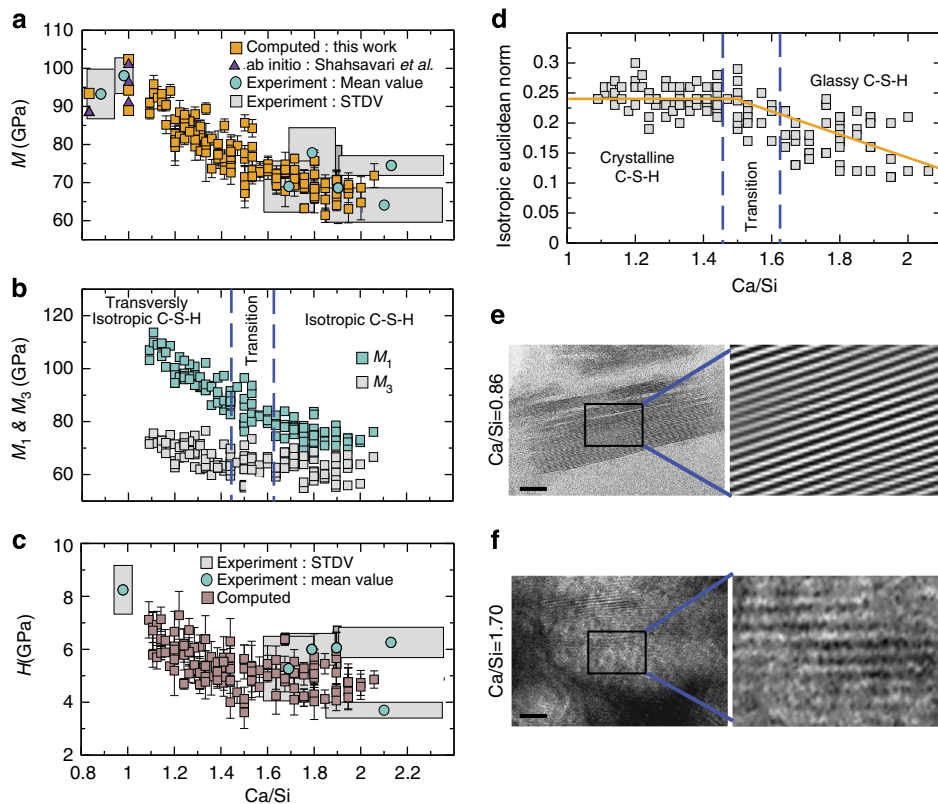 a
110
100
90
80
70
60
M (GPa)
Computed : this work
ab initio : Shahsavari et al.
Experiment : Mean value
Experiment : STDV
b
120
100
80
60
M1 & M3 (GPa)
Transversly
Isotropic C-S-H
Transition
Isotropic C-S-H
M1
M3
c
10
8
6
4
2
H(GPa)
Experiment : STDV
Experiment : mean value
Computed
0.8 1 1.2 1.4 1.6 1.8 2 2.2
Ca/Si
d
0.3
0.25
0.2
0.15
0.1
0.05
0
Isotropic euclidean norm
Crystalline
C-S-H
Transition
Glassy C-S-H
1 1.2 1.4 1.6 1.8 2
Ca/Si
e
Ca/Si=0.86
f
Ca/Si=1.70